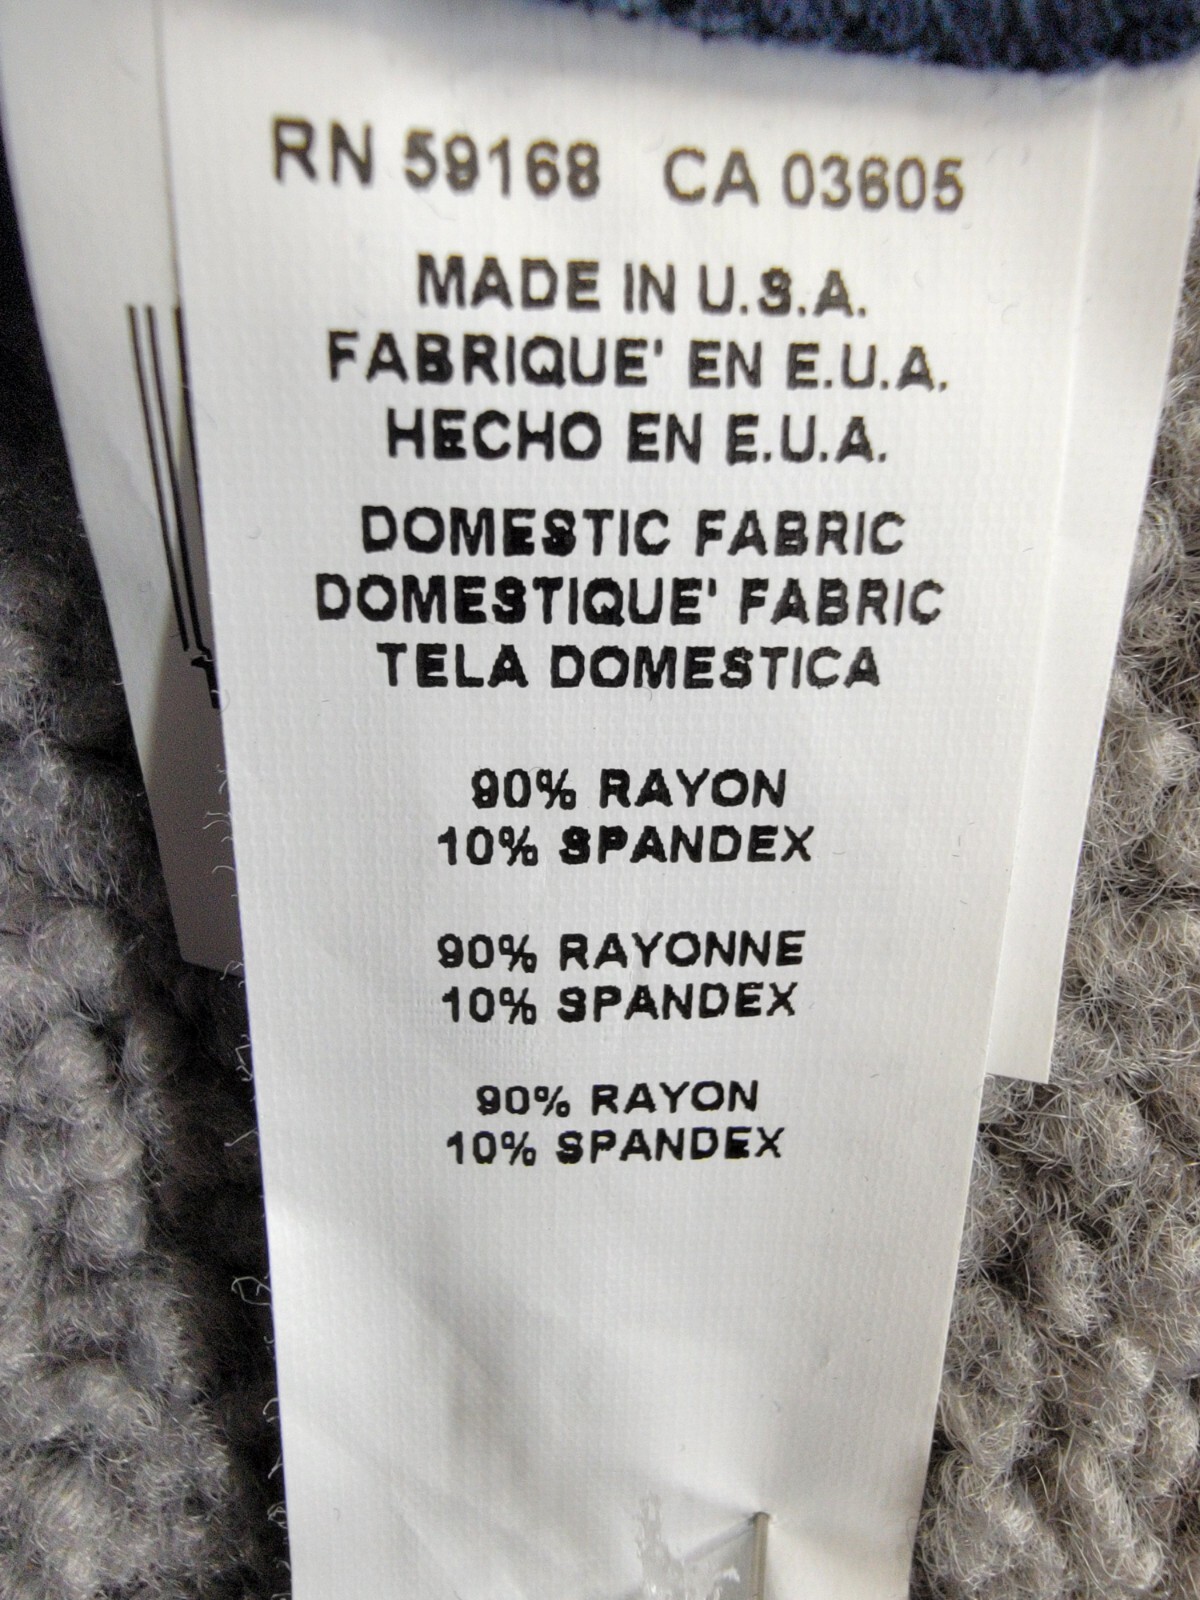 RN 59168 CA 03605
MADE IN U.S.A.
FABRIQUE' EN E.U.A.
HECHO EN E.U.A.
DOMESTIC FABRIC
DOMESTIQUE' FABRIC
TELA DOMESTICA
90% RAYON
10% SPANDEX
90% RAYONNE
10% SPANDEX
90% RAYON
10% SPANDEX